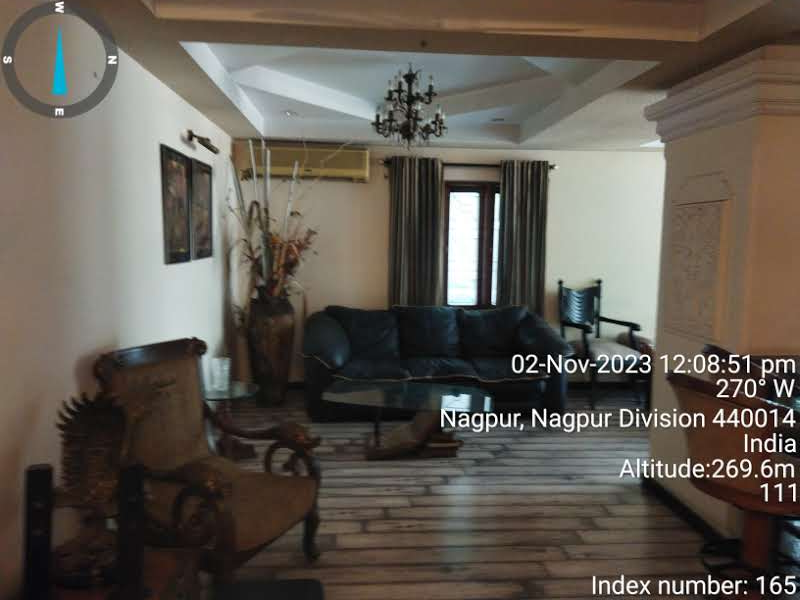 W
S
N
E
02-Nov-2023 12:08:51 pm
270° W
Nagpur, Nagpur Division 440014
India
Altitude:269.6m
111
Index number: 165